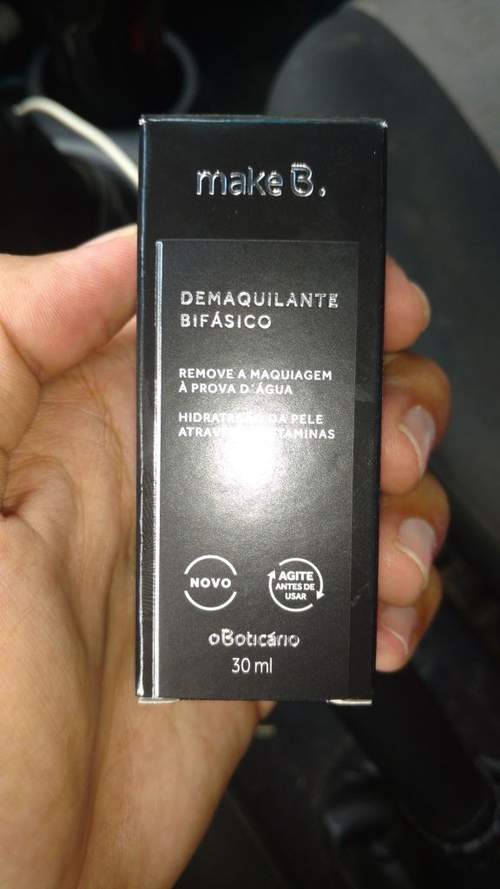 make B.
DEMAQUILANTE
BIFÁSICO
REMOVE A MAQUIAGEM
À PROVA D'ÁGUA
DA PELE
NOVO
AGITE
ANTES DE
USAR
oBoticário
30 ml